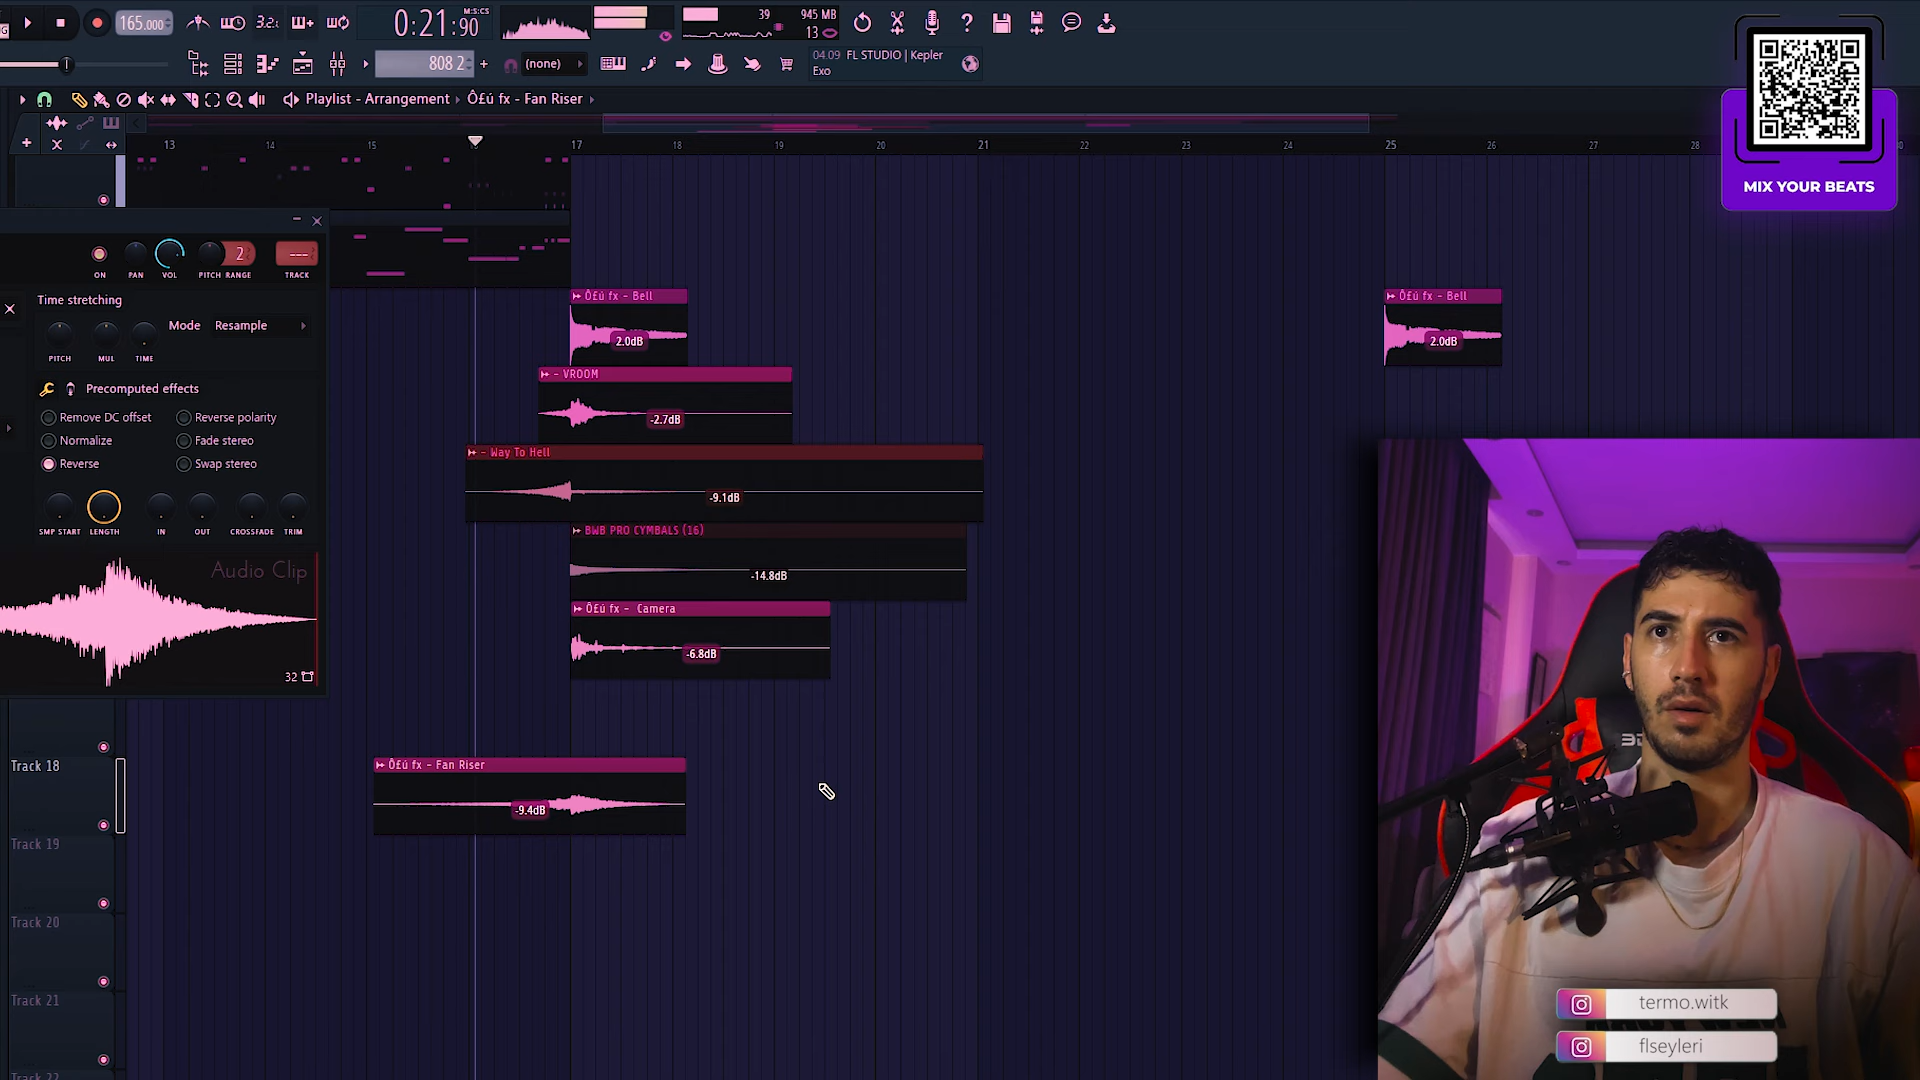 165.000
3.2:
0:21:90
M:S:CS
39
945 MB
13
808 2
(none)
04.09 FL STUDIO | Kepler
Exo
Playlist - Arrangement › Ô£ú fx - Fan Riser ›
13 14 15 17 18 19 20 21 22 23 24 25 26 27 28
MIX YOUR BEATS
2
---
ON PAN VOL PITCH RANGE TRACK
Time stretching
Mode Resample
PITCH MUL TIME
Precomputed effects
Remove DC offset Reverse polarity
Normalize Fade stereo
Reverse Swap stereo
SMP START LENGTH IN OUT CROSSFADE TRIM
Audio Clip
32
Ô£ú fx - Bell
2.0dB
Ô£ú fx - Bell
2.0dB
- VROOM
-2.7dB
- Way To Hell
-9.1dB
BWB PRO CYMBALS (16)
-14.8dB
Ô£ú fx - Camera
-6.8dB
Track 18
Ô£ú fx - Fan Riser
-9.4dB
Track 19
Track 20
Track 21
Track 22
termo.witk
flseyleri